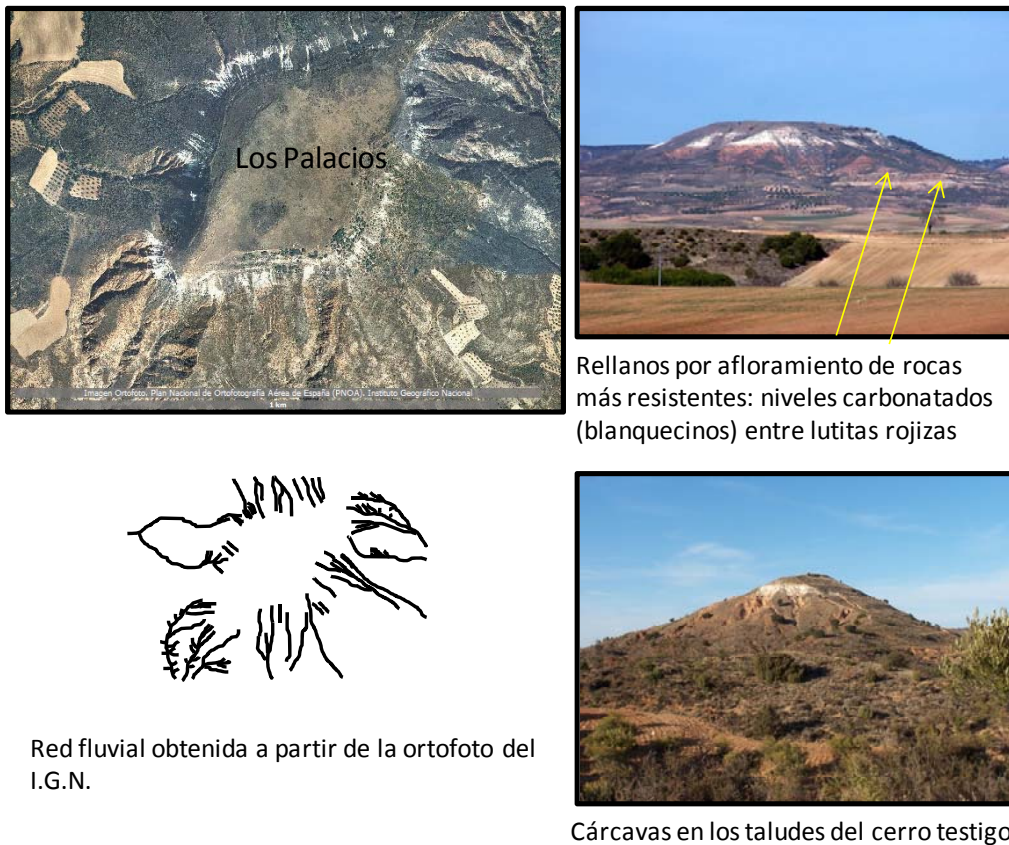 Los Palacios
Imagen Ortofoto. Plan Nacional de Ortofotografía Aérea de España (PNOA). Instituto Geográfico Nacional
1 km
Rellanos por afloramiento de rocas
más resistentes: niveles carbonatados
(blanquecinos) entre lutitas rojizas
Red fluvial obtenida a partir de la ortofoto del
I.G.N.
Cárcavas en los taludes del cerro testigo